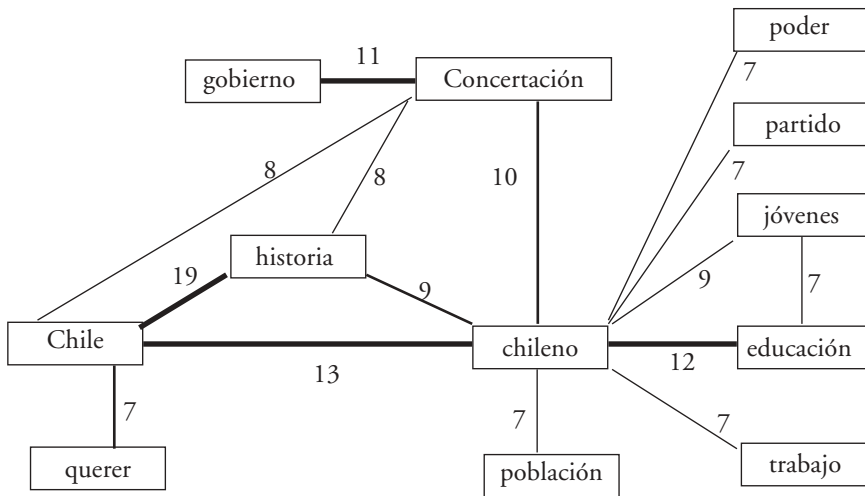 poder
11
7
gobierno
Concertación
partido
8
8
10
7
jóvenes
historia
19
9
9
7
Chile
chileno
educación
13
12
7
7
7
querer
población
trabajo